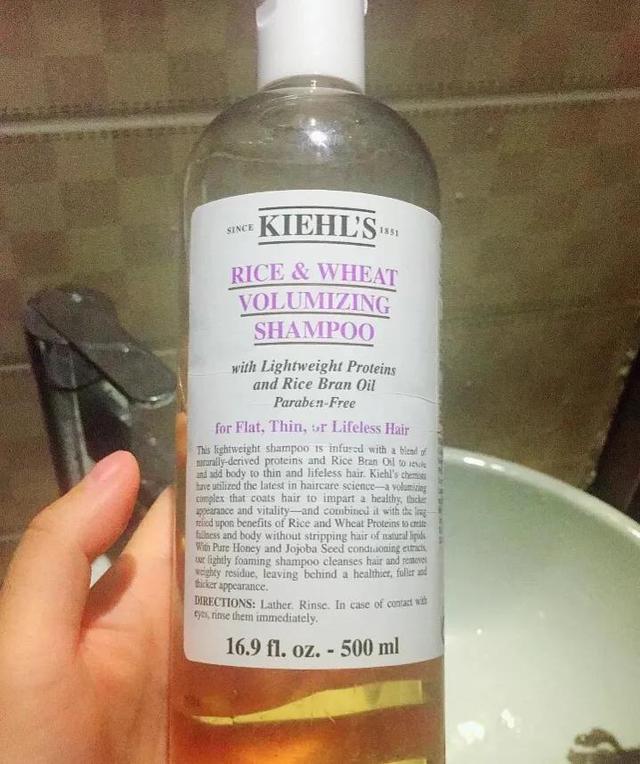 SINCE KIEHL'S 1851
RICE & WHEAT
VOLUMIZING
SHAMPOO
with Lightweight Proteins
and Rice Bran Oil
Paraben-Free
for Flat, Thin, or Lifeless Hair
This lightweight shampoo is infused with a blend of
naturally-derived proteins and Rice Bran Oil to revive
and add body to thin and lifeless hair. Kiehl's chemists
have utilized the latest in haircare science—a volumizing
complex that coats hair to impart a healthy, thicker
appearance and vitality—and combined it with the long-
relied upon benefits of Rice and Wheat Proteins to create
fullness and body without stripping hair of natural lipids.
With Pure Honey and Jojoba Seed conditioning extracts,
our lightly foaming shampoo cleanses hair and removes
weighty residue, leaving behind a healthier, fuller and
thicker appearance.
DIRECTIONS: Lather. Rinse. In case of contact with
eyes, rinse them immediately.
16.9 fl. oz. - 500 ml